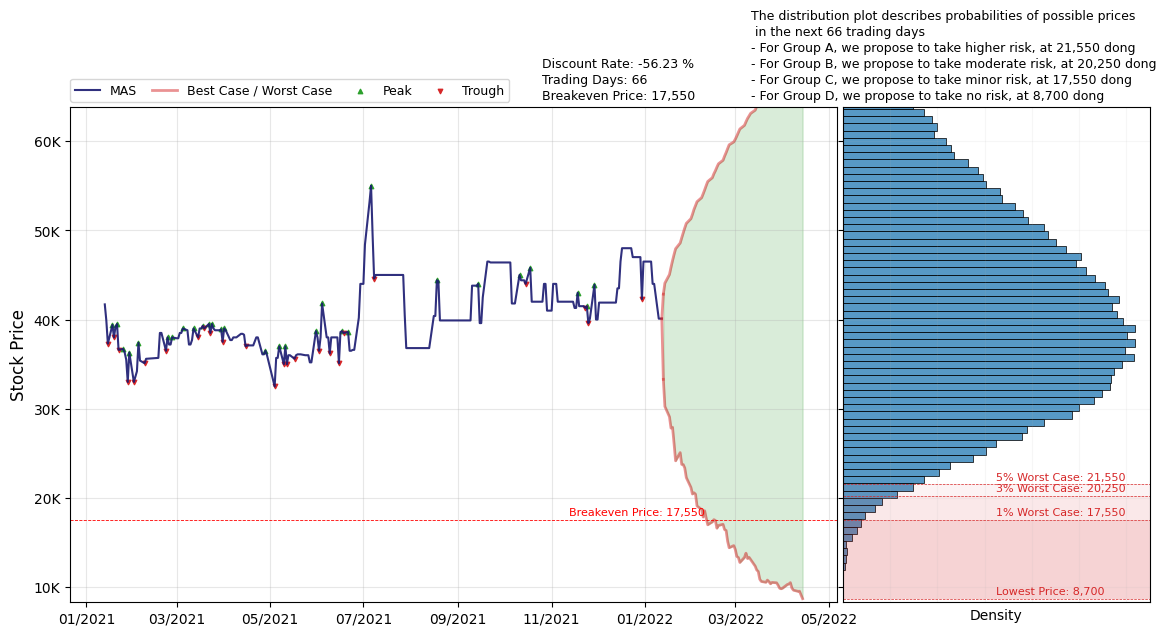 The distribution plot describes probabilities of possible prices
in the next 66 trading days
- For Group A, we propose to take higher risk, at 21,550 dong
- For Group B, we propose to take moderate risk, at 20,250 dong
- For Group C, we propose to take minor risk, at 17,550 dong
- For Group D, we propose to take no risk, at 8,700 dong
Discount Rate: -56.23 %
Trading Days: 66
Breakeven Price: 17,550
MAS
Best Case / Worst Case
Peak
Trough
Stock Price
60K
50K
40K
30K
20K
10K
Breakeven Price: 17,550
01/2021
03/2021
05/2021
07/2021
09/2021
11/2021
01/2022
03/2022
05/2022
5% Worst Case: 21,550
3% Worst Case: 20,250
1% Worst Case: 17,550
Lowest Price: 8,700
Density